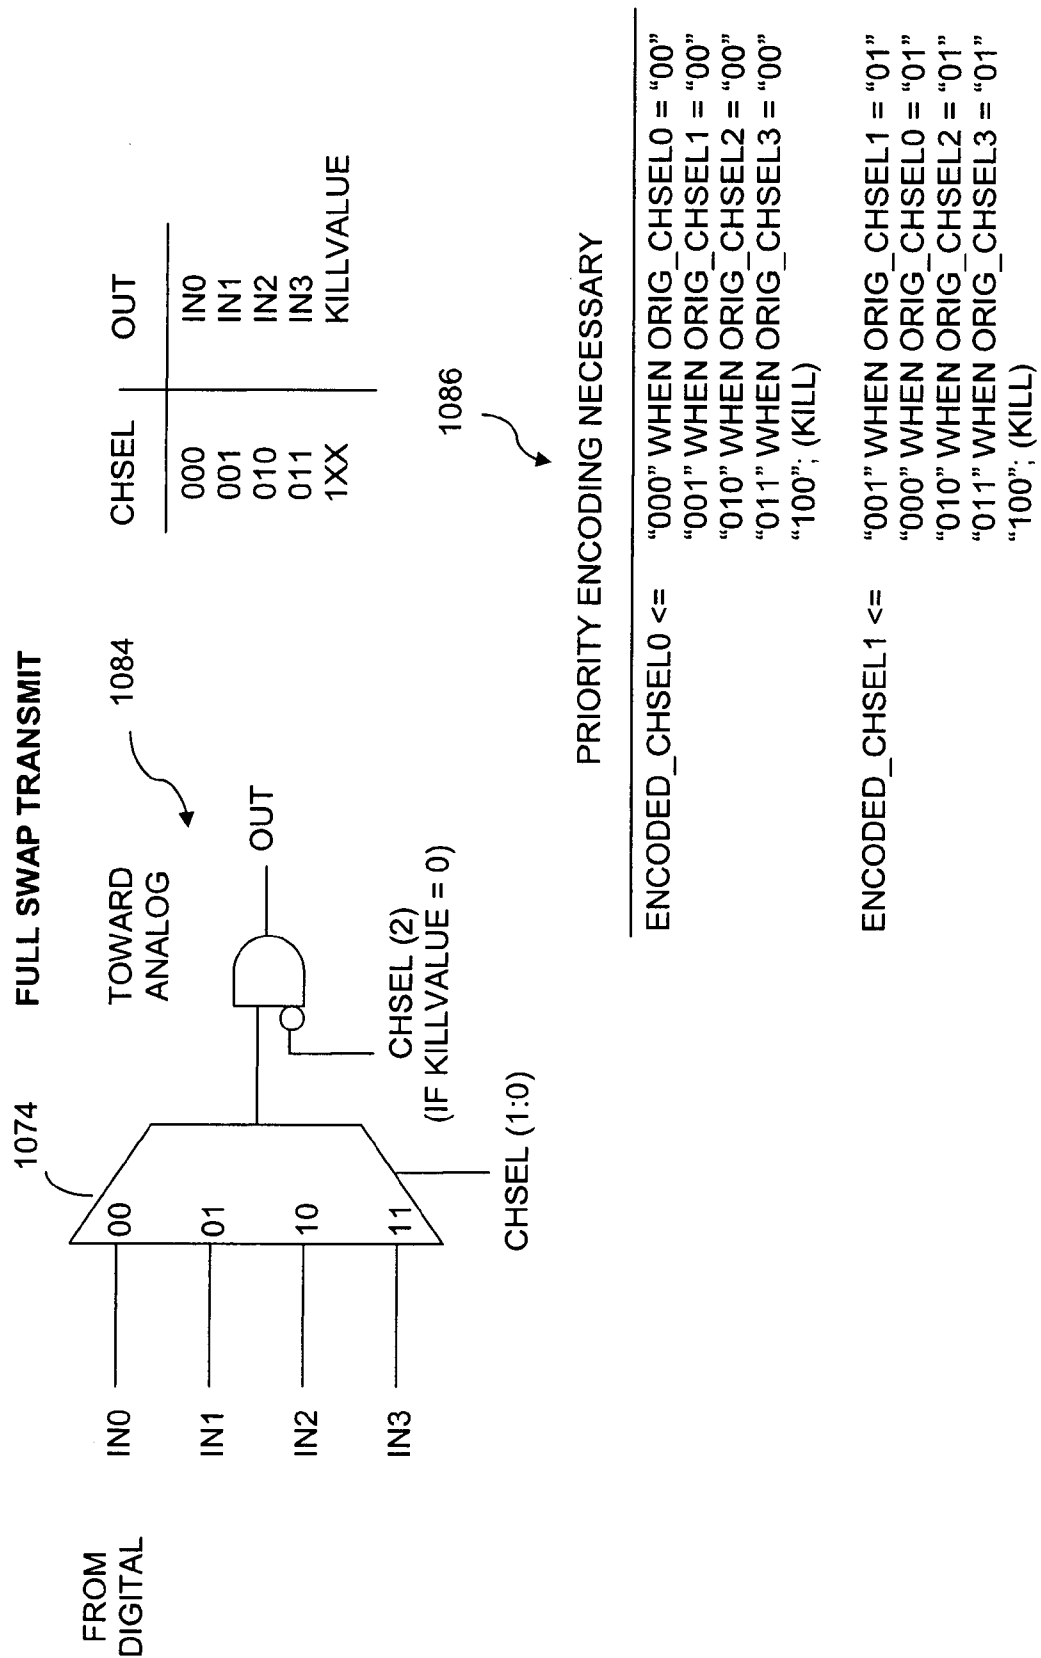 FULL SWAP TRANSMIT
FROM
DIGITAL
IN0
IN1
IN2
IN3
1074
00
01
10
11
CHSEL (1:0)
TOWARD
ANALOG
1084
OUT
CHSEL (2)
(IF KILLVALUE = 0)
CHSEL OUT
000 IN0
001 IN1
010 IN2
011 IN3
1XX KILLVALUE
1086
PRIORITY ENCODING NECESSARY
ENCODED_CHSEL0 <= “000” WHEN ORIG_CHSEL0 = “00”
“001” WHEN ORIG_CHSEL1 = “00”
“010” WHEN ORIG_CHSEL2 = “00”
“011” WHEN ORIG_CHSEL3 = “00”
“100”; (KILL)
ENCODED_CHSEL1 <= “001” WHEN ORIG_CHSEL1 = “01”
“000” WHEN ORIG_CHSEL0 = “01”
“010” WHEN ORIG_CHSEL2 = “01”
“011” WHEN ORIG_CHSEL3 = “01”
“100”; (KILL)